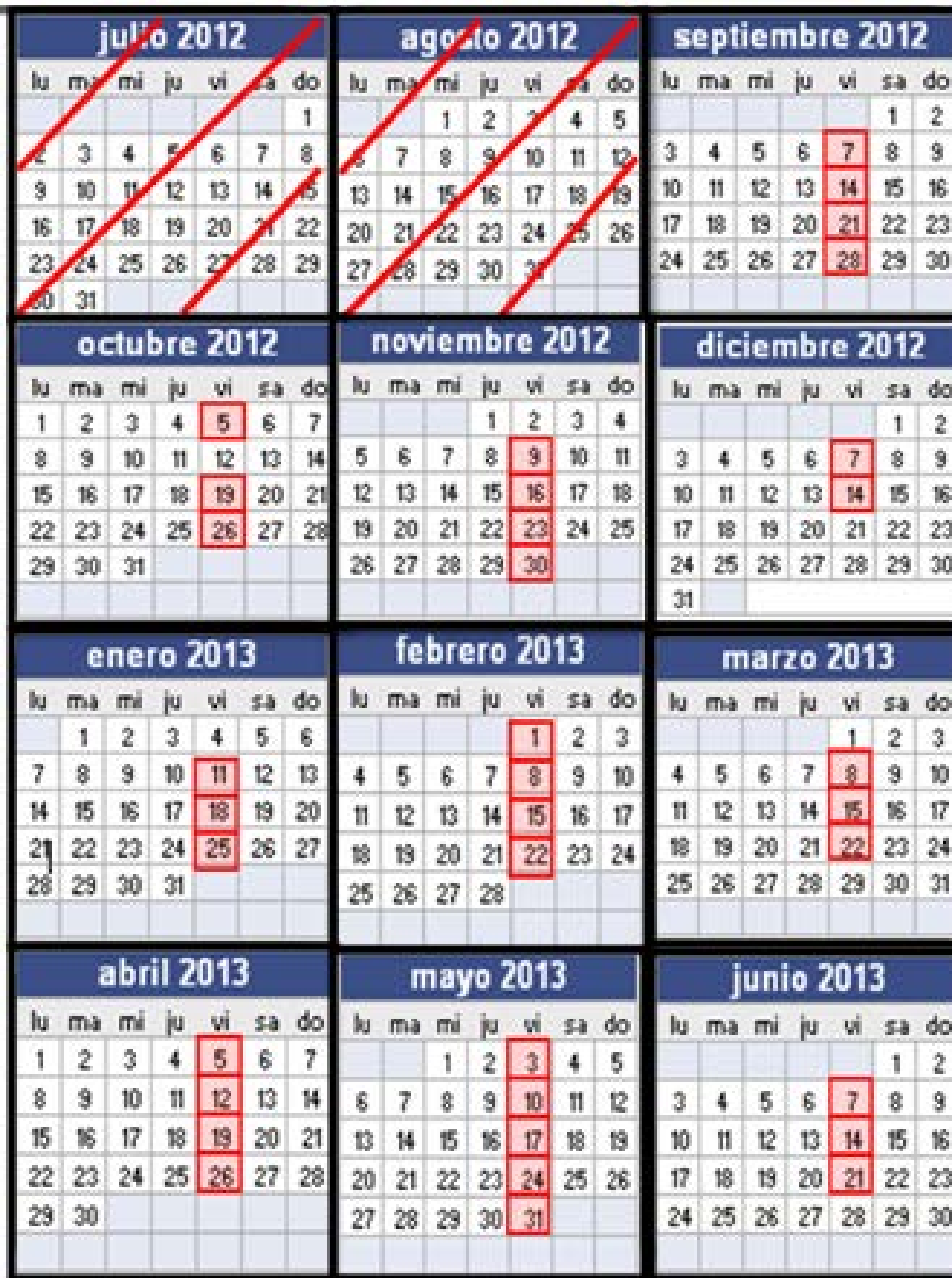 julio 2012
lu ma mi ju vi sa do
1
2 3 4 5 6 7 8
9 10 11 12 13 14 15
16 17 18 19 20 21 22
23 24 25 26 27 28 29
30 31
agosto 2012
lu ma mi ju vi sa do
1 2 3 4 5
6 7 8 9 10 11 12
13 14 15 16 17 18 19
20 21 22 23 24 25 26
27 28 29 30 31
septiembre 2012
lu ma mi ju vi sa do
1 2
3 4 5 6 7 8 9
10 11 12 13 14 15 16
17 18 19 20 21 22 23
24 25 26 27 28 29 30
octubre 2012
lu ma mi ju vi sa do
1 2 3 4 5 6 7
8 9 10 11 12 13 14
15 16 17 18 19 20 21
22 23 24 25 26 27 28
29 30 31
noviembre 2012
lu ma mi ju vi sa do
1 2 3 4
5 6 7 8 9 10 11
12 13 14 15 16 17 18
19 20 21 22 23 24 25
26 27 28 29 30
diciembre 2012
lu ma mi ju vi sa do
1 2
3 4 5 6 7 8 9
10 11 12 13 14 15 16
17 18 19 20 21 22 23
24 25 26 27 28 29 30
31
enero 2013
lu ma mi ju vi sa do
1 2 3 4 5 6
7 8 9 10 11 12 13
14 15 16 17 18 19 20
21 22 23 24 25 26 27
28 29 30 31
febrero 2013
lu ma mi ju vi sa do
1 2 3
4 5 6 7 8 9 10
11 12 13 14 15 16 17
18 19 20 21 22 23 24
25 26 27 28
marzo 2013
lu ma mi ju vi sa do
1 2 3
4 5 6 7 8 9 10
11 12 13 14 15 16 17
18 19 20 21 22 23 24
25 26 27 28 29 30 31
abril 2013
lu ma mi ju vi sa do
1 2 3 4 5 6 7
8 9 10 11 12 13 14
15 16 17 18 19 20 21
22 23 24 25 26 27 28
29 30
mayo 2013
lu ma mi ju vi sa do
1 2 3 4 5
6 7 8 9 10 11 12
13 14 15 16 17 18 19
20 21 22 23 24 25 26
27 28 29 30 31
junio 2013
lu ma mi ju vi sa do
1 2
3 4 5 6 7 8 9
10 11 12 13 14 15 16
17 18 19 20 21 22 23
24 25 26 27 28 29 30